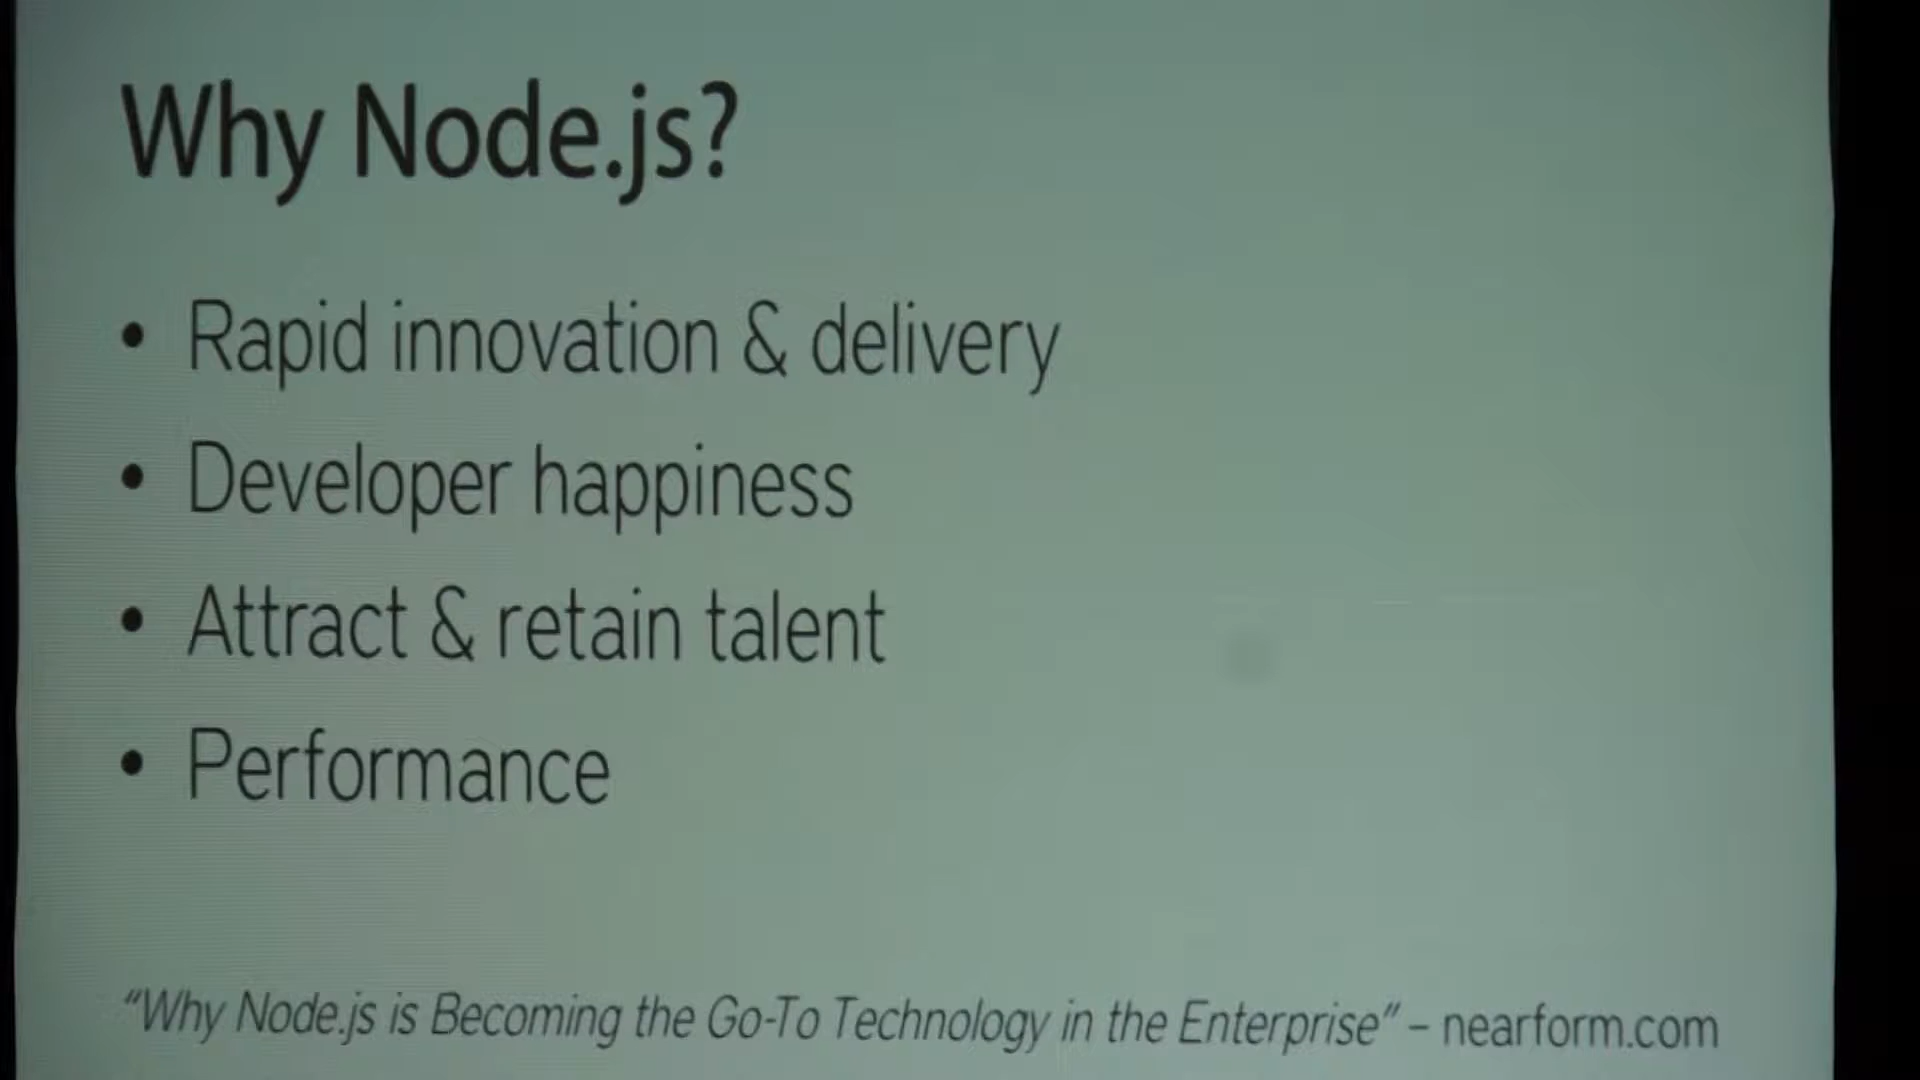 Why Node.js?
• Rapid innovation & delivery
• Developer happiness
• Attract & retain talent
• Performance
“Why Node.js is Becoming the Go-To Technology in the Enterprise” – nearform.com